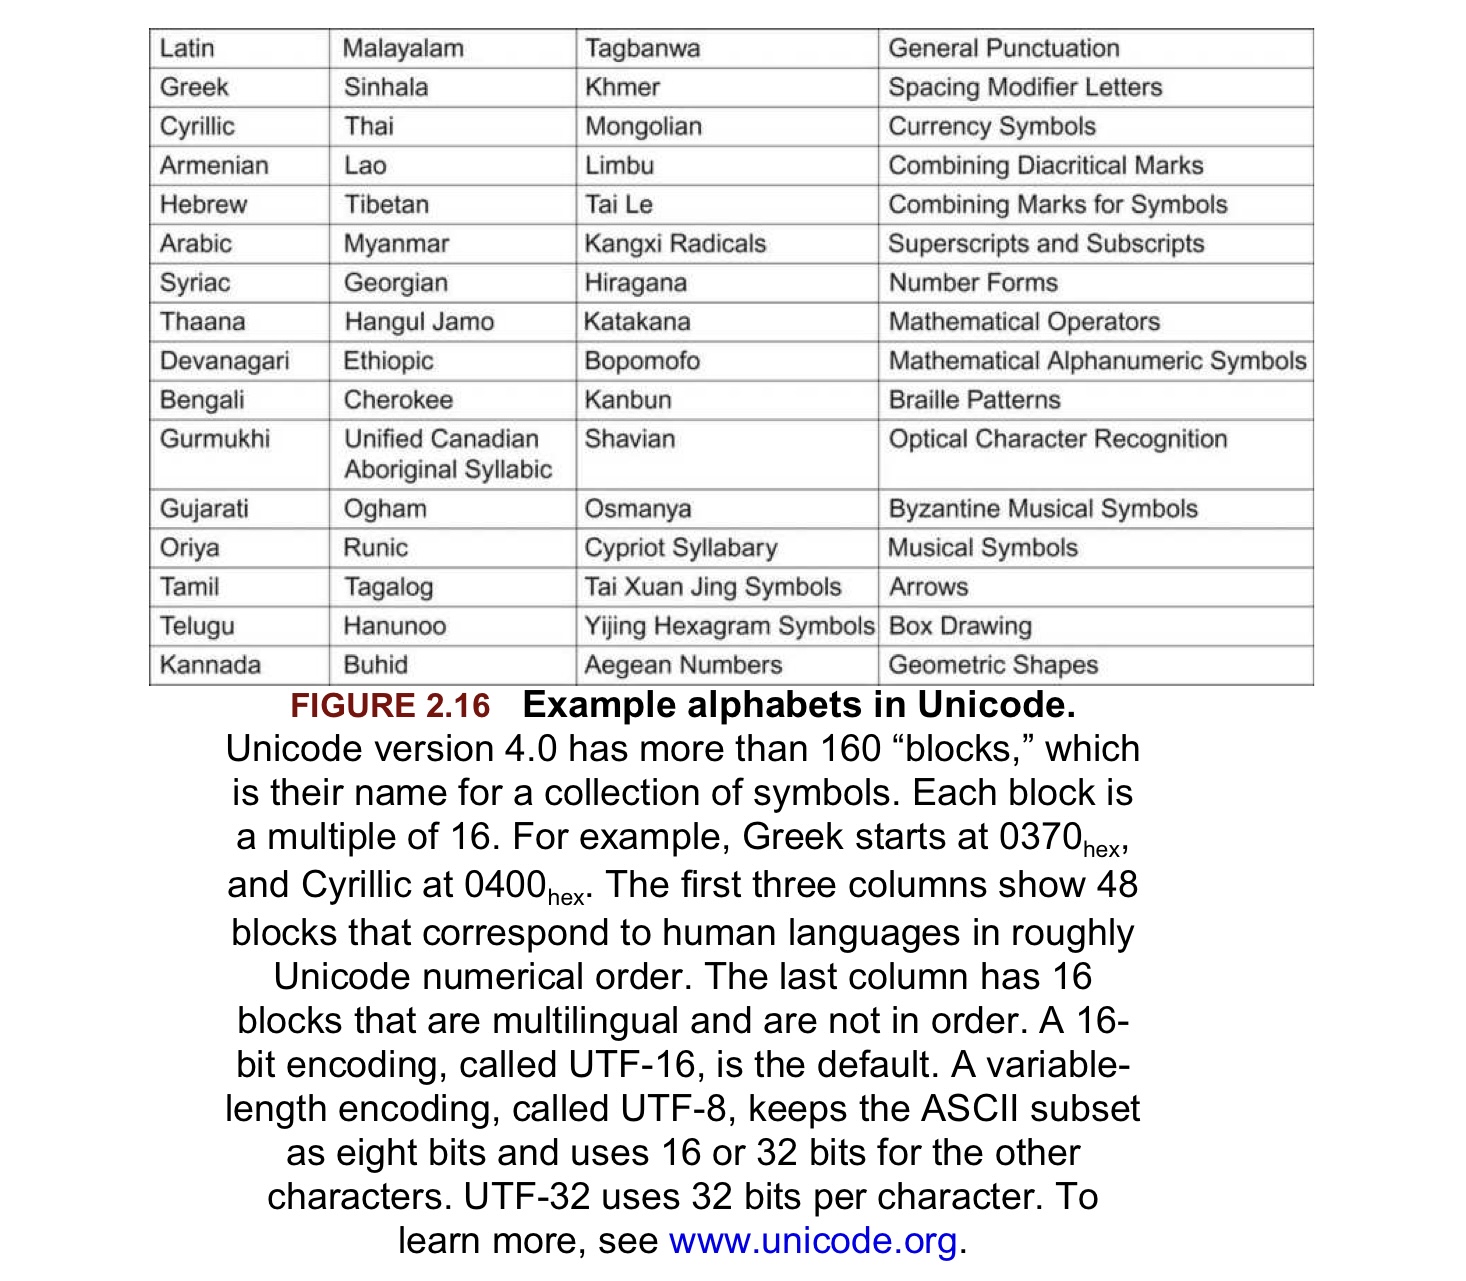 Latin Malayalam Tagbanwa General Punctuation
Greek Sinhala Khmer Spacing Modifier Letters
Cyrillic Thai Mongolian Currency Symbols
Armenian Lao Limbu Combining Diacritical Marks
Hebrew Tibetan Tai Le Combining Marks for Symbols
Arabic Myanmar Kangxi Radicals Superscripts and Subscripts
Syriac Georgian Hiragana Number Forms
Thaana Hangul Jamo Katakana Mathematical Operators
Devanagari Ethiopic Bopomofo Mathematical Alphanumeric Symbols
Bengali Cherokee Kanbun Braille Patterns
Gurmukhi Unified Canadian Shavian Optical Character Recognition
Aboriginal Syllabic
Gujarati Ogham Osmanya Byzantine Musical Symbols
Oriya Runic Cypriot Syllabary Musical Symbols
Tamil Tagalog Tai Xuan Jing Symbols Arrows
Telugu Hanunoo Yijing Hexagram Symbols Box Drawing
Kannada Buhid Aegean Numbers Geometric Shapes
FIGURE 2.16 Example alphabets in Unicode.
Unicode version 4.0 has more than 160 “blocks,” which
is their name for a collection of symbols. Each block is
a multiple of 16. For example, Greek starts at 0370hex,
and Cyrillic at 0400hex. The first three columns show 48
blocks that correspond to human languages in roughly
Unicode numerical order. The last column has 16
blocks that are multilingual and are not in order. A 16-
bit encoding, called UTF-16, is the default. A variable-
length encoding, called UTF-8, keeps the ASCII subset
as eight bits and uses 16 or 32 bits for the other
characters. UTF-32 uses 32 bits per character. To
learn more, see www.unicode.org.